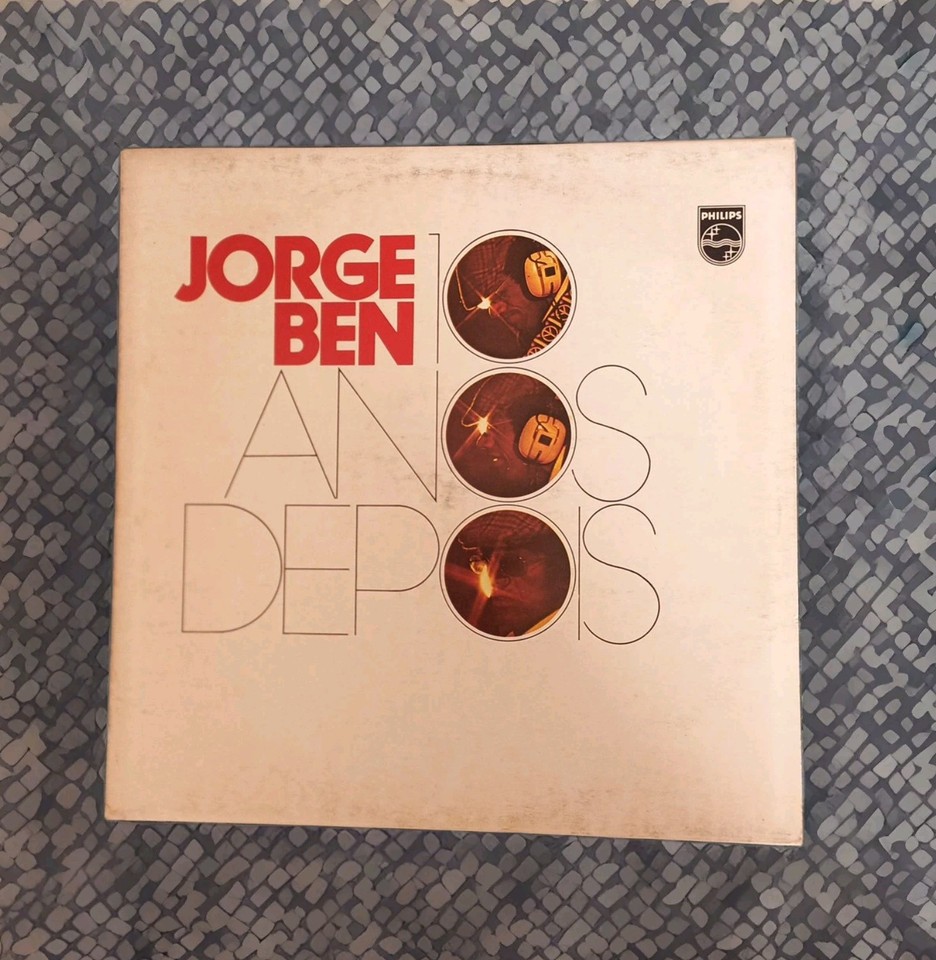 PHILIPS
JORGE 10
BEN
ANOS
DEPOIS